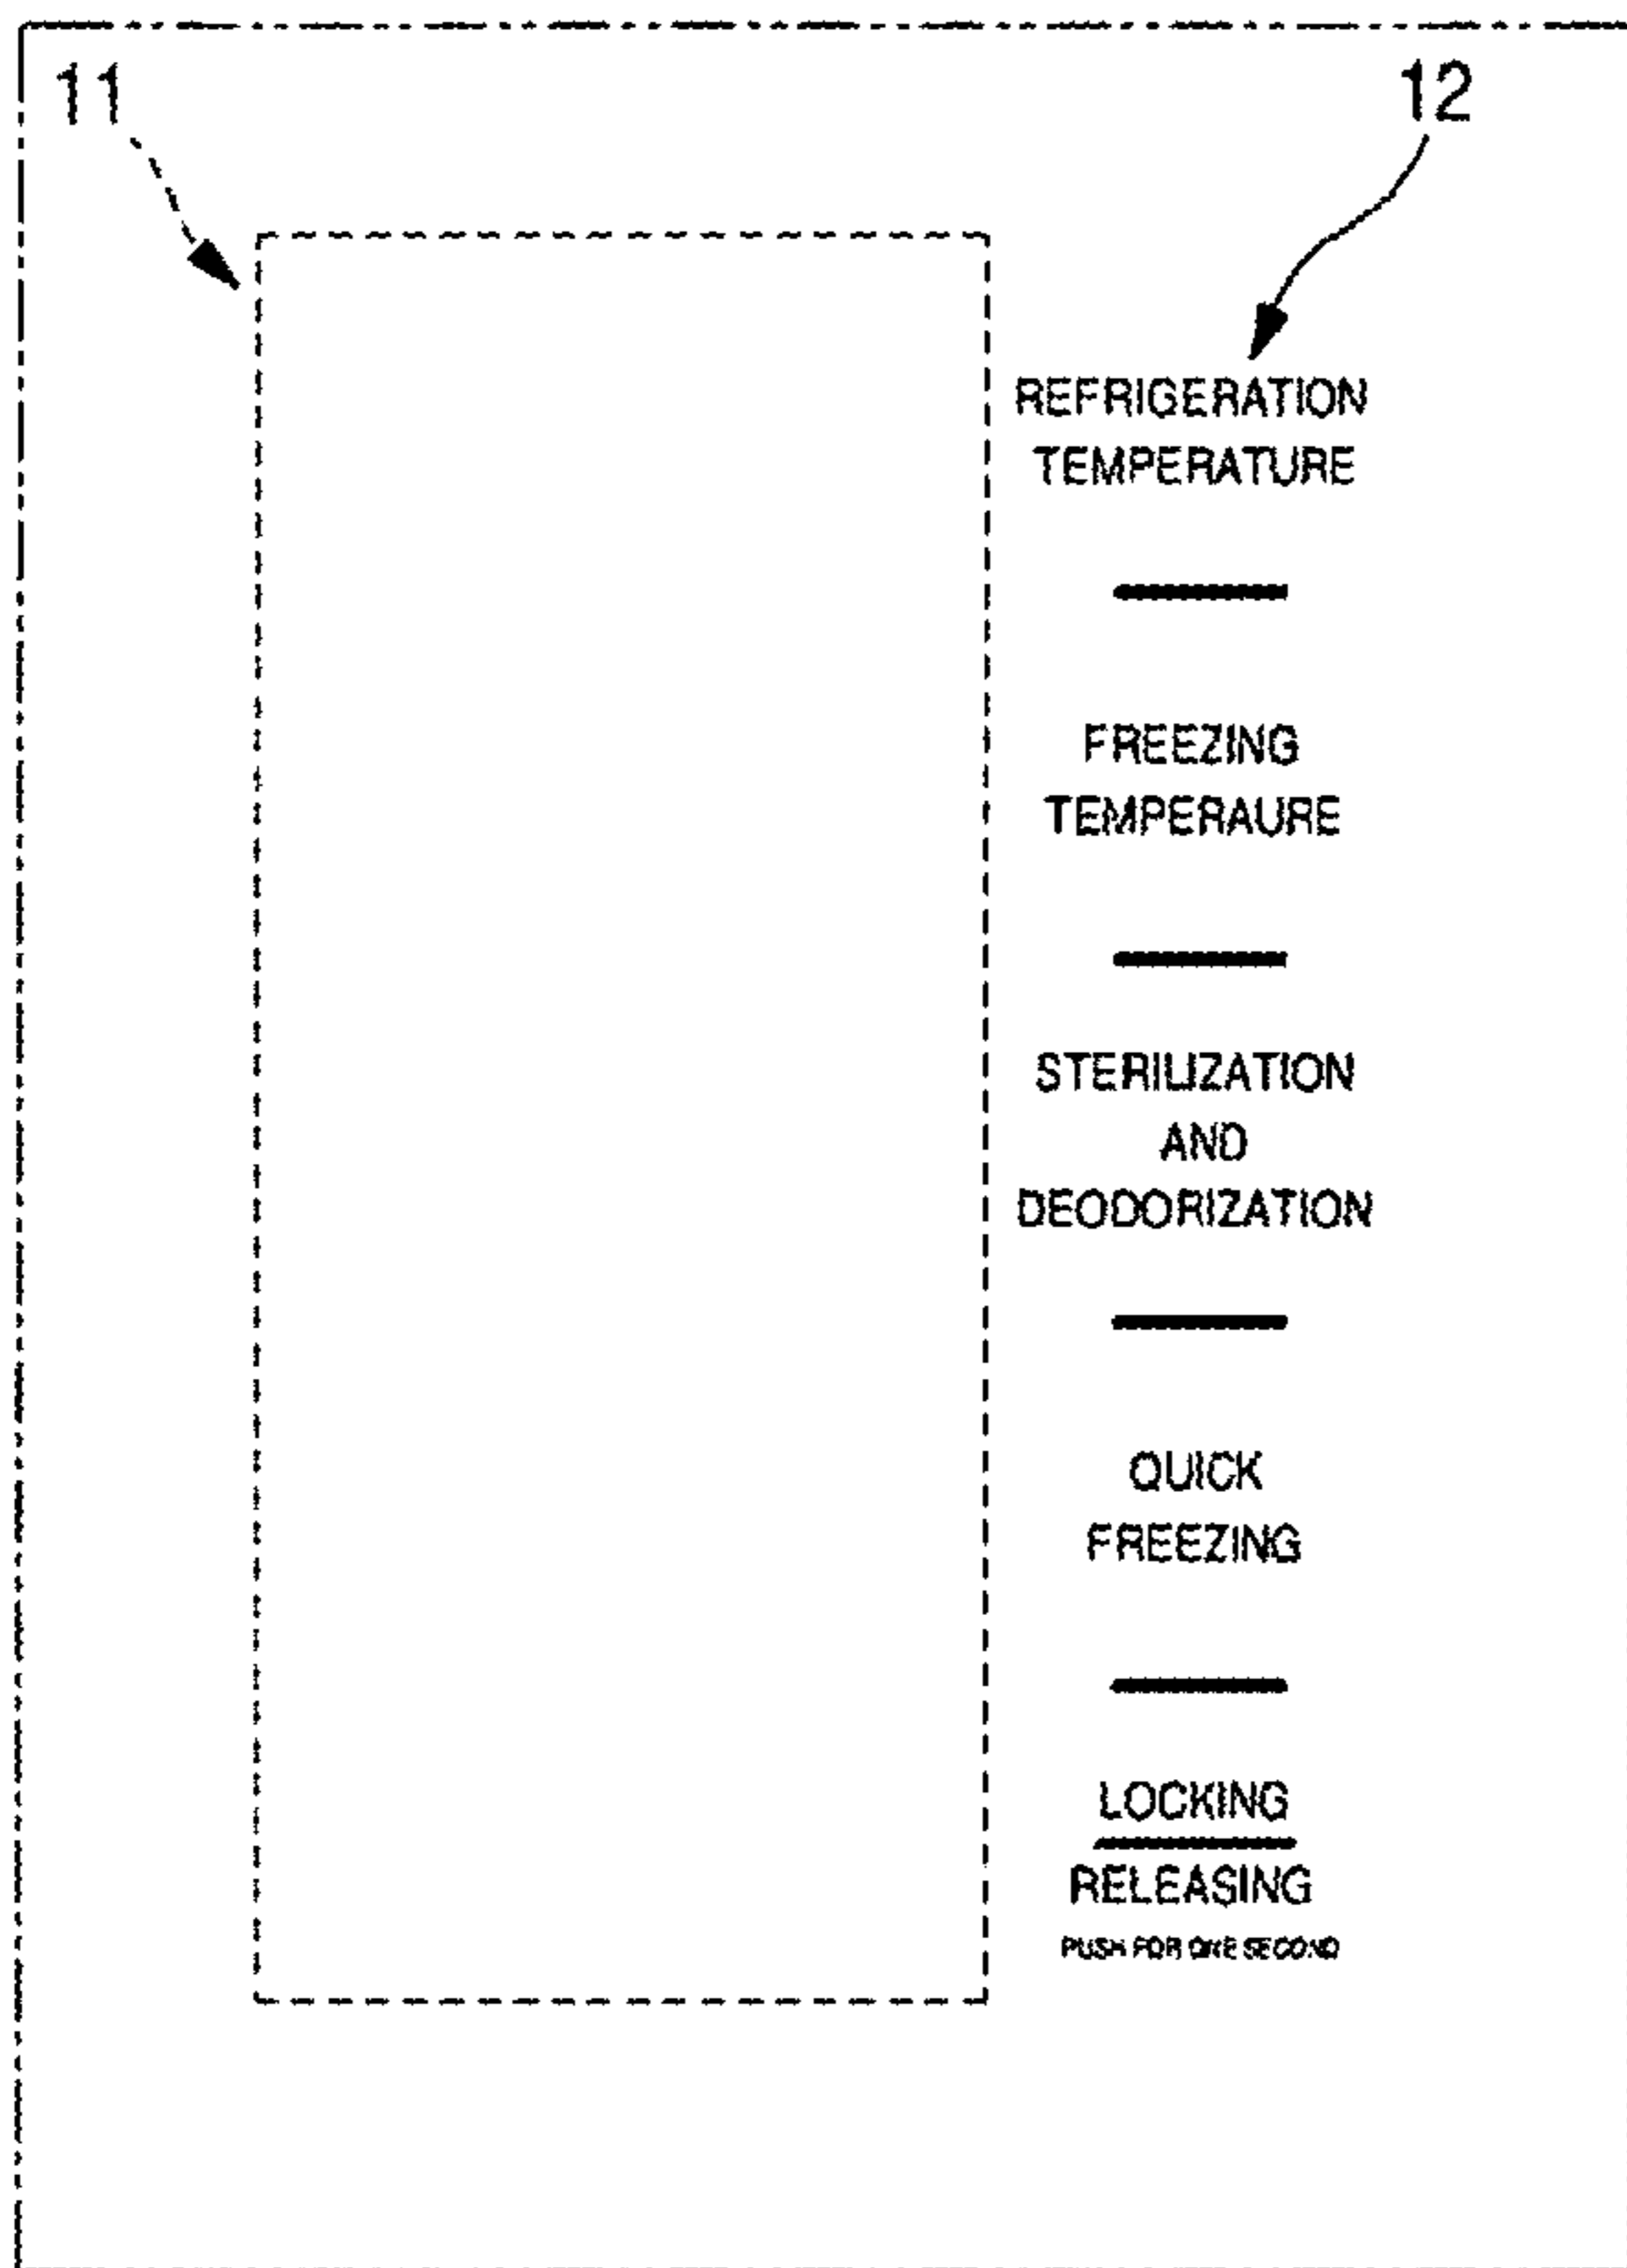 11
12
REFRIGERATION
TEMPERATURE
FREEZING
TEMPERAURE
STERILIZATION
AND
DEODORIZATION
QUICK
FREEZING
LOCKING
RELEASING
PUSH FOR ONE SECOND